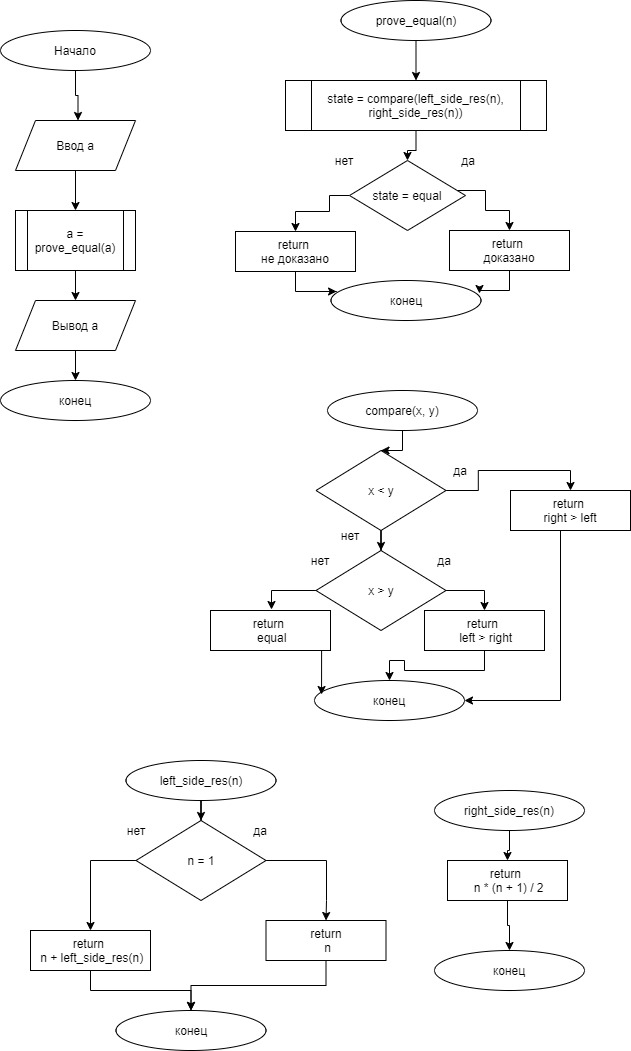 Начало
Ввод a
a =
prove_equal(a)
Вывод a
конец
prove_equal(n)
state = compare(left_side_res(n),
right_side_res(n))
нет
да
state = equal
return
не доказано
return
доказано
конец
compare(x, y)
x < y
да
return
right > left
нет
нет
да
x > y
return
equal
return
left > right
конец
left_side_res(n)
нет
да
n = 1
return
n + left_side_res(n)
return
n
конец
right_side_res(n)
return
n * (n + 1) / 2
конец